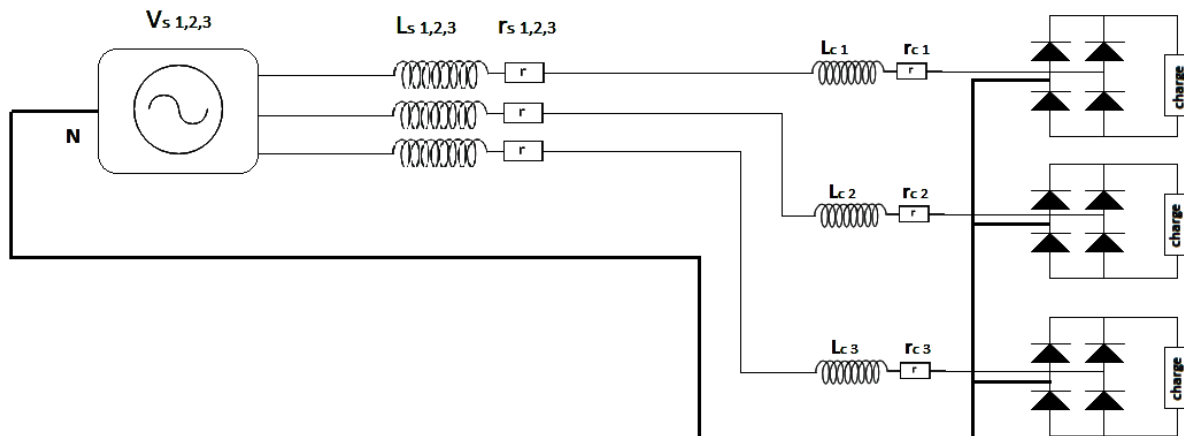 Vs 1,2,3
Ls 1,2,3
rs 1,2,3
N
r
r
r
Lc 1
rc 1
r
charge
Lc 2
rc 2
r
charge
Lc 3
rc 3
r
charge